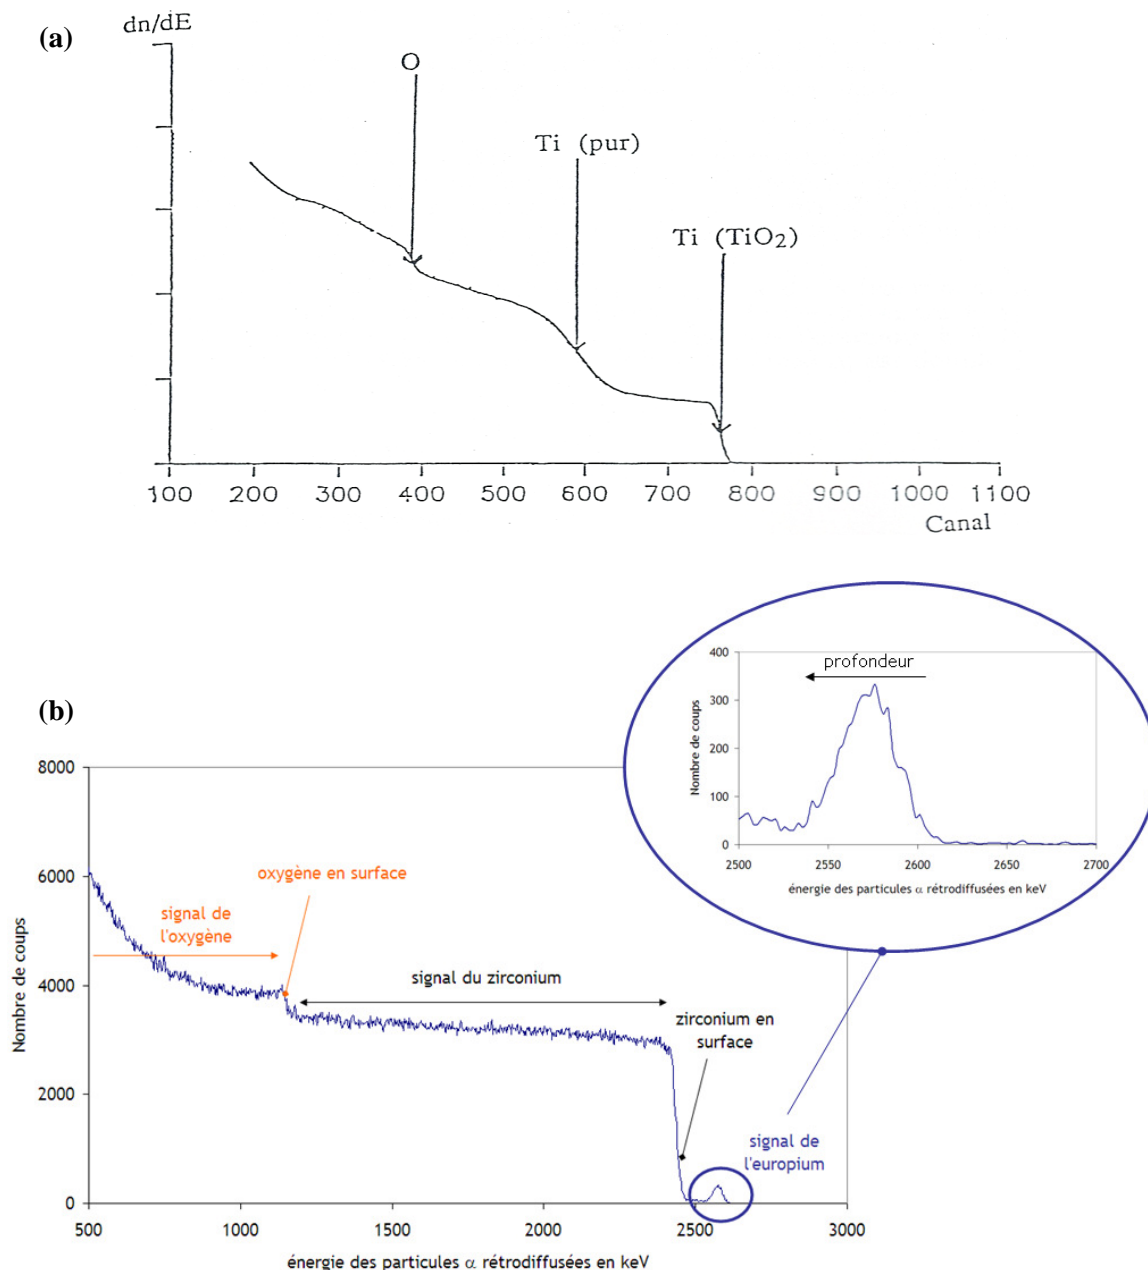 (a)
dn/dE
O
Ti (pur)
Ti (TiO2)
100 200 300 400 500 600 700 800 900 1000 1100
Canal
(b)
profondeur
400
300
200
100
0
Nombre de coups
2500 2550 2600 2650 2700
énergie des particules α rétrodiffusées en keV
8000
6000
4000
2000
0
Nombre de coups
oxygène en surface
signal de
l'oxygène
signal du zirconium
zirconium en
surface
signal de
l'europium
500 1000 1500 2000 2500 3000
énergie des particules α rétrodiffusées en keV